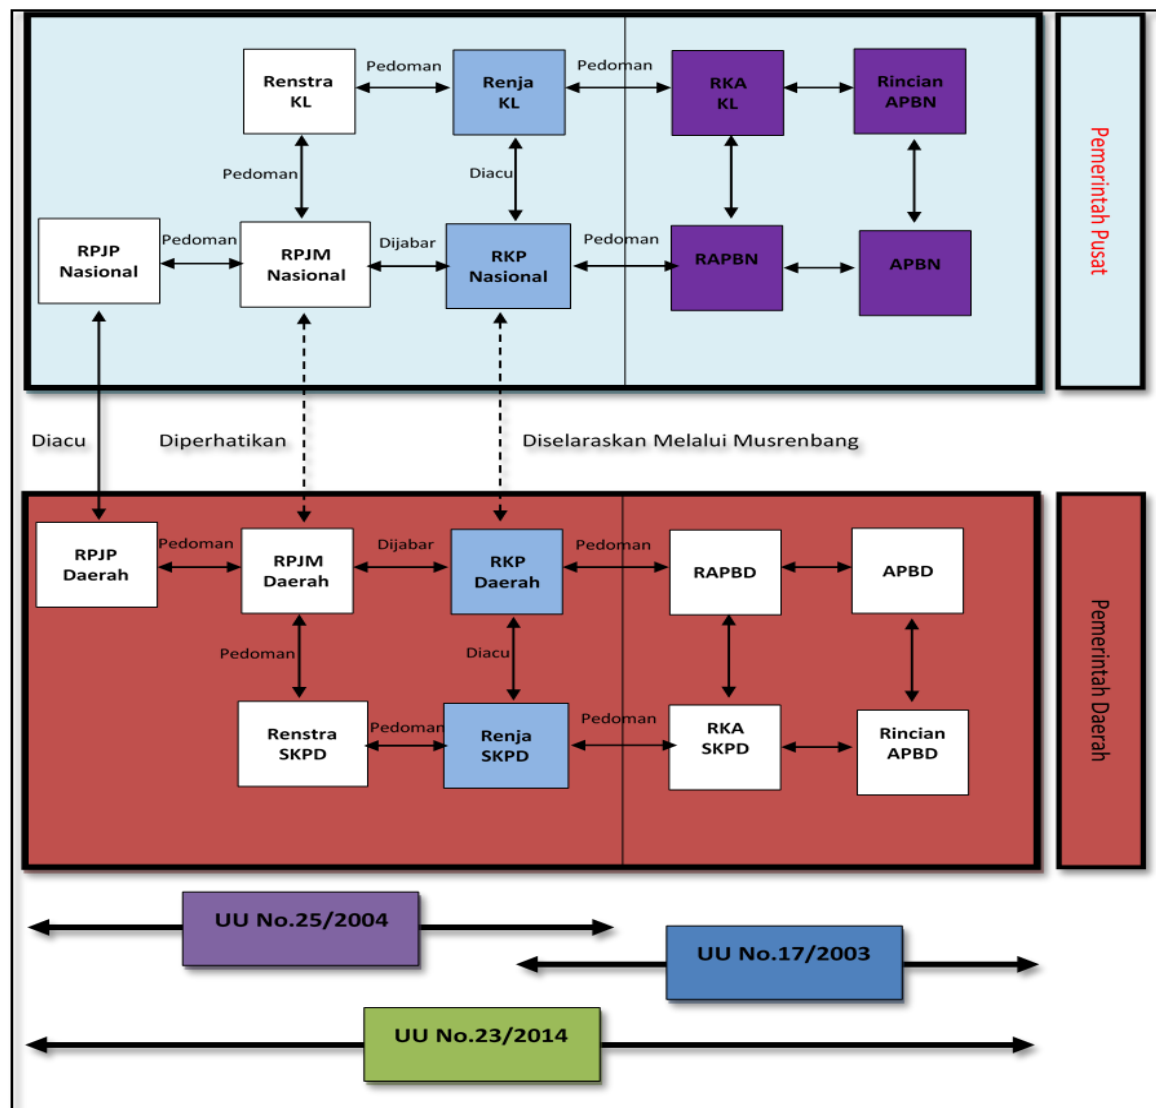 Pedoman
Pedoman
Renstra
KL
Renja
KL
RKA
KL
Rincian
APBN
Pedoman
Diacu
RPJP
Nasional
Pedoman
RPJM
Nasional
Dijabar
RKP
Nasional
Pedoman
RAPBN
APBN
Pemerintah Pusat
Diacu
Diperhatikan
Diselaraskan Melalui Musrenbang
RPJP
Daerah
Pedoman
RPJM
Daerah
Dijabar
RKP
Daerah
Pedoman
RAPBD
APBD
Pedoman
Diacu
Renstra
SKPD
Pedoman
Renja
SKPD
Pedoman
RKA
SKPD
Rincian
APBD
Pemerintah Daerah
UU No.25/2004
UU No.17/2003
UU No.23/2014